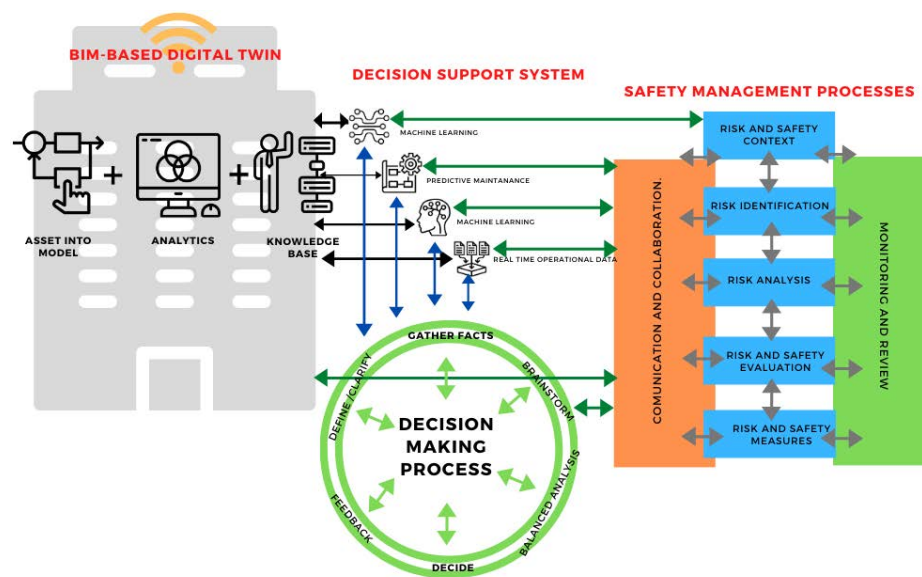 BIM-BASED DIGITAL TWIN
DECISION SUPPORT SYSTEM
SAFETY MANAGEMENT PROCESSES
ASSET INTO
MODEL
ANALYTICS
KNOWLEDGE
BASE
MACHINE LEARNING
PREDICTIVE MAINTANANCE
MACHINE LEARNING
REAL TIME OPERATIONAL DATA
GATHER FACTS
BRAINSTORM
BALANCED ANALYSIS
DECIDE
FEEDBACK
DEFINE /CLARIFY
DECISION
MAKING
PROCESS
COMUNICATION AND COLLABORATION.
RISK AND SAFETY
CONTEXT
RISK IDENTIFICATION
RISK ANALYSIS
RISK AND SAFETY
EVALUATION
RISK AND SAFETY
MEASURES
MONITORING AND REVIEW